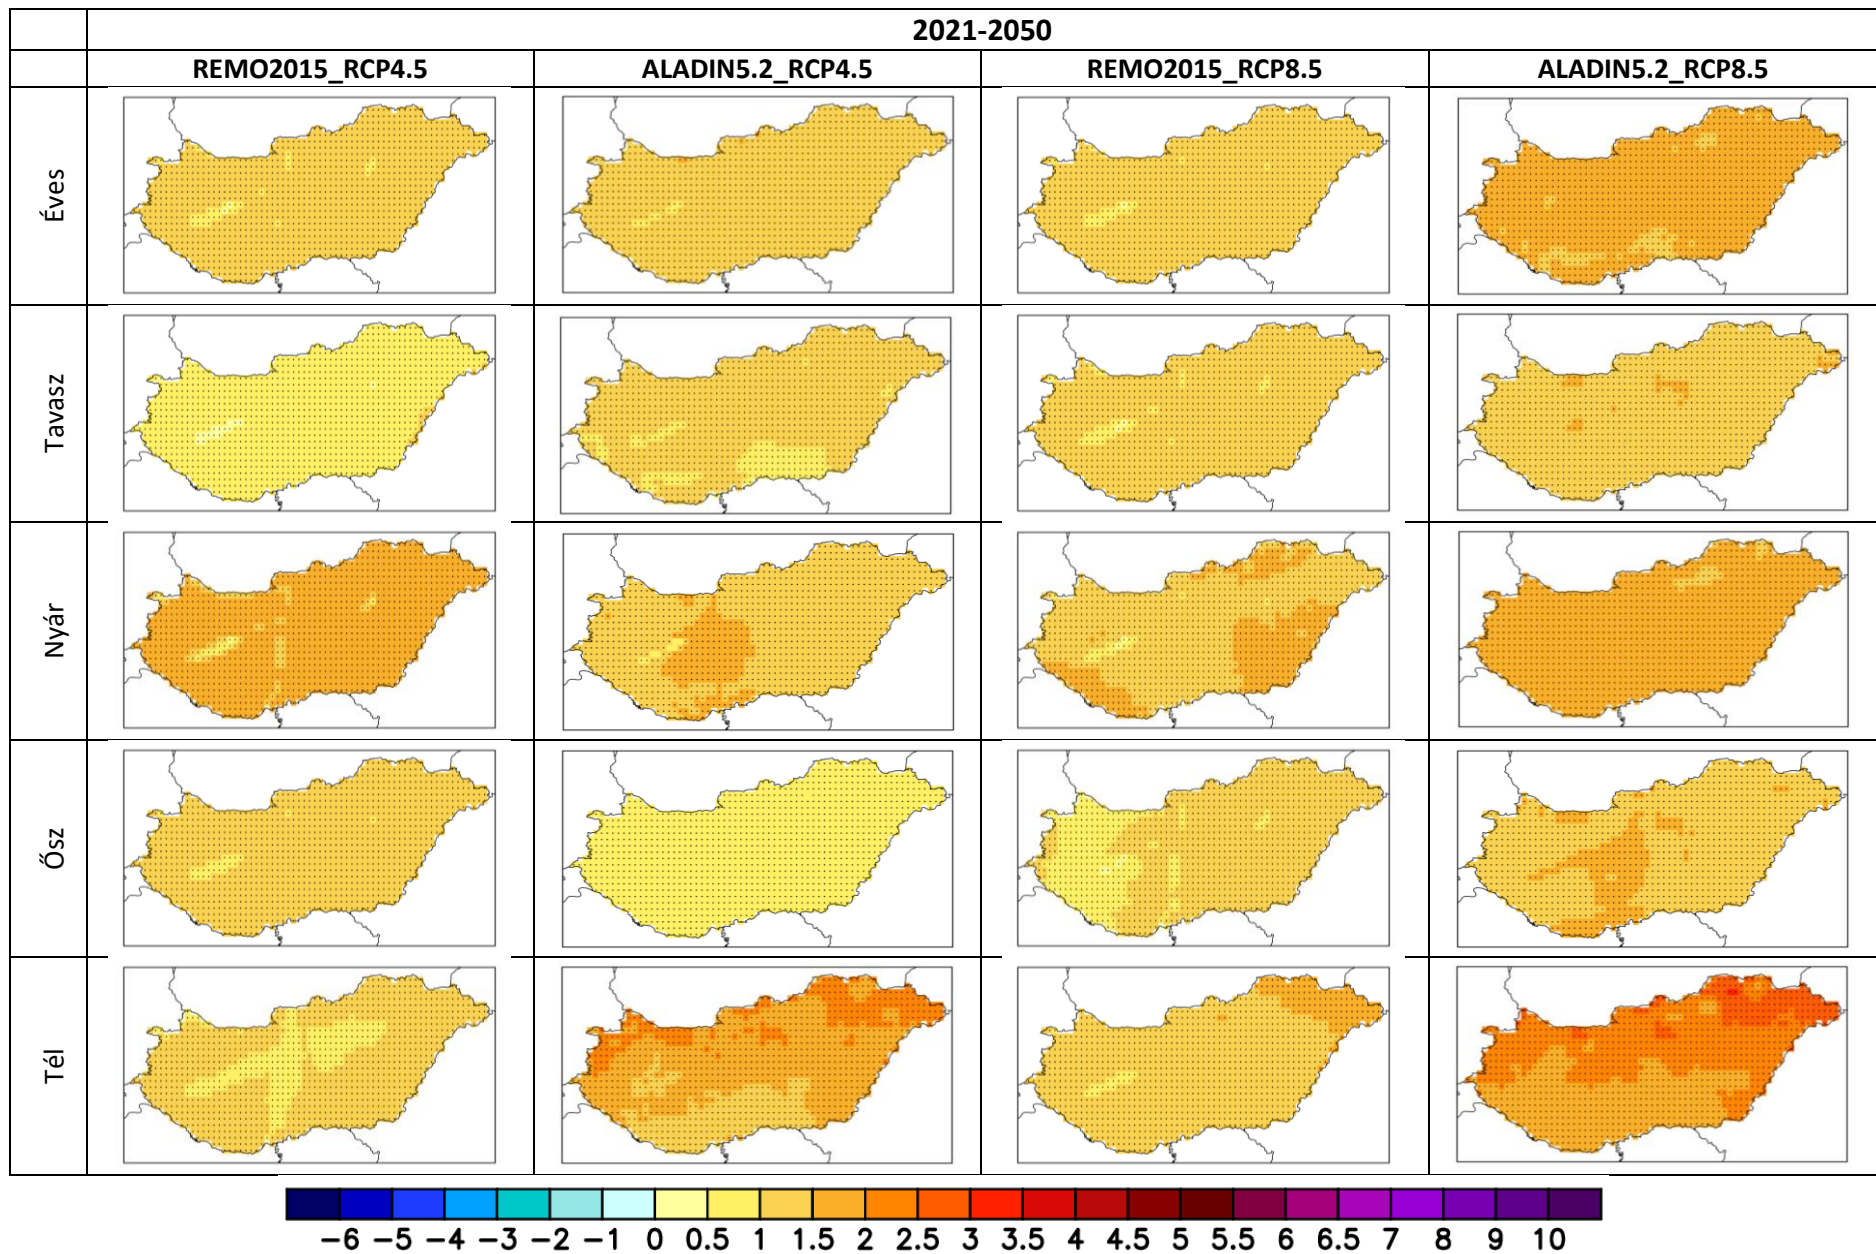 2021-2050
REMO2015_RCP4.5 ALADIN5.2_RCP4.5 REMO2015_RCP8.5 ALADIN5.2_RCP8.5
Éves
Tavasz
Nyár
Ősz
Tél
−6 −5 −4 −3 −2 −1 0 0.5 1 1.5 2 2.5 3 3.5 4 4.5 5 5.5 6 6.5 7 8 9 10